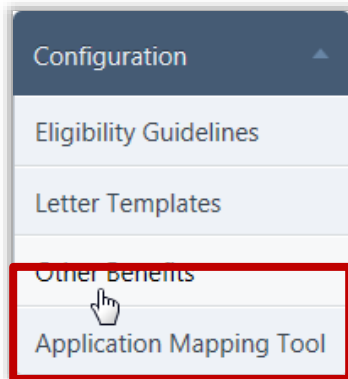 Configuration
Eligibility Guidelines
Letter Templates
Other Benefits
Application Mapping Tool